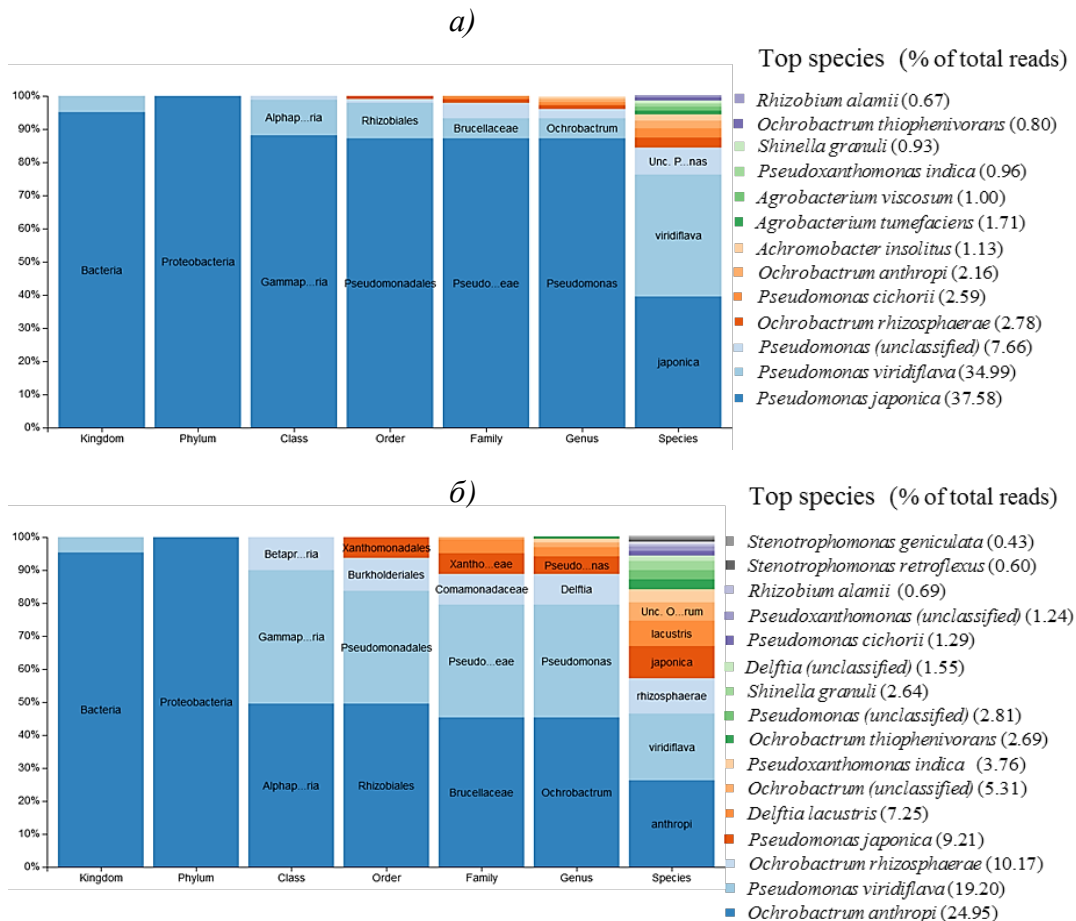 а)
Top species (% of total reads)
100%
90%
80%
70%
60%
50%
40%
30%
20%
10%
0%
Bacteria
Proteobacteria
Alphap...ria
Gammap...ria
Rhizobiales
Pseudomonadales
Brucellaceae
Pseudo...eae
Ochrobactrum
Pseudomonas
Unc. P...nas
viridiflava
japonica
Kingdom Phylum Class Order Family Genus Species
Rhizobium alamii (0.67)
Ochrobactrum thiophenivorans (0.80)
Shinella granuli (0.93)
Pseudoxanthomonas indica (0.96)
Agrobacterium viscosum (1.00)
Agrobacterium tumefaciens (1.71)
Achromobacter insolitus (1.13)
Ochrobactrum anthropi (2.16)
Pseudomonas cichorii (2.59)
Ochrobactrum rhizosphaerae (2.78)
Pseudomonas (unclassified) (7.66)
Pseudomonas viridiflava (34.99)
Pseudomonas japonica (37.58)
б)
Top species (% of total reads)
100%
90%
80%
70%
60%
50%
40%
30%
20%
10%
0%
Bacteria
Proteobacteria
Betapr...ria
Gammap...ria
Alphap...ria
Xanthomonadales
Burkholderiales
Pseudomonadales
Rhizobiales
Xantho...eae
Comamonadaceae
Pseudo...eae
Brucellaceae
Pseudo...nas
Delftia
Pseudomonas
Ochrobactrum
Unc. O...rum
lacustris
japonica
rhizosphaerae
viridiflava
anthropi
Kingdom Phylum Class Order Family Genus Species
Stenotrophomonas geniculata (0.43)
Stenotrophomonas retroflexus (0.60)
Rhizobium alamii (0.69)
Pseudoxanthomonas (unclassified) (1.24)
Pseudomonas cichorii (1.29)
Delftia (unclassified) (1.55)
Shinella granuli (2.64)
Pseudomonas (unclassified) (2.81)
Ochrobactrum thiophenivorans (2.69)
Pseudoxanthomonas indica (3.76)
Ochrobactrum (unclassified) (5.31)
Delftia lacustris (7.25)
Pseudomonas japonica (9.21)
Ochrobactrum rhizosphaerae (10.17)
Pseudomonas viridiflava (19.20)
Ochrobactrum anthropi (24.95)